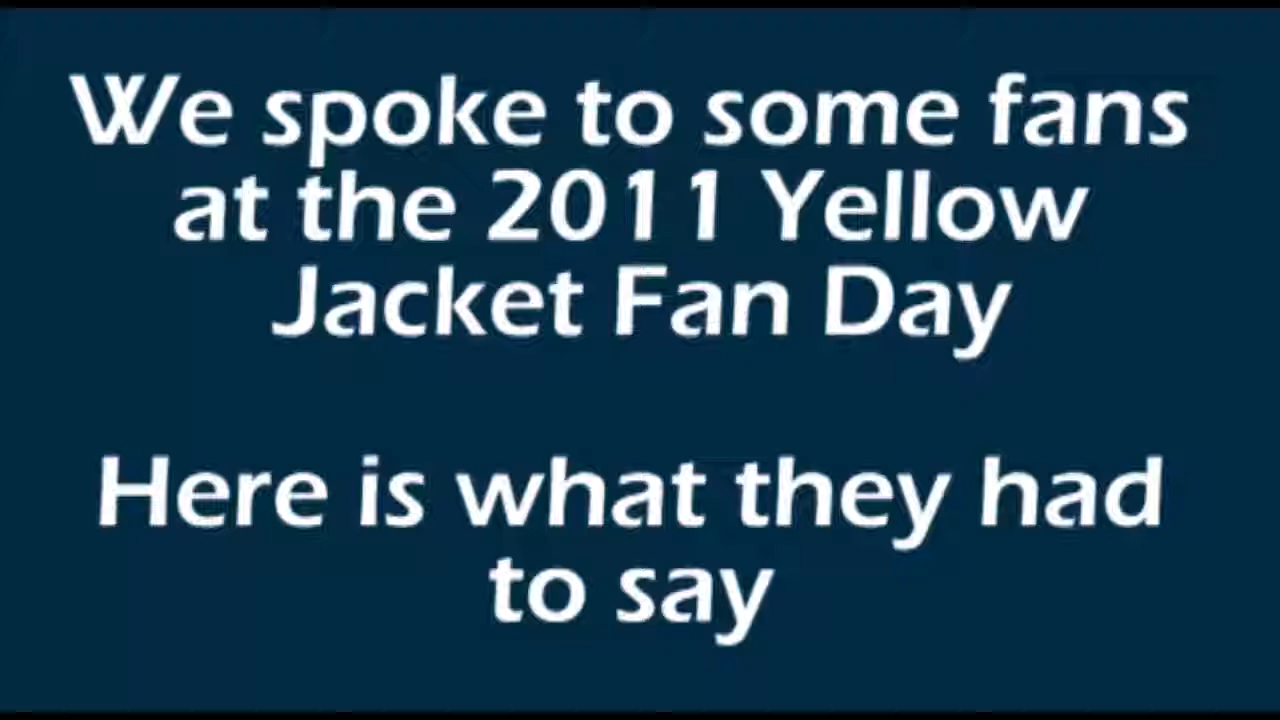 We spoke to some fans
at the 2011 Yellow
Jacket Fan Day
Here is what they had
to say